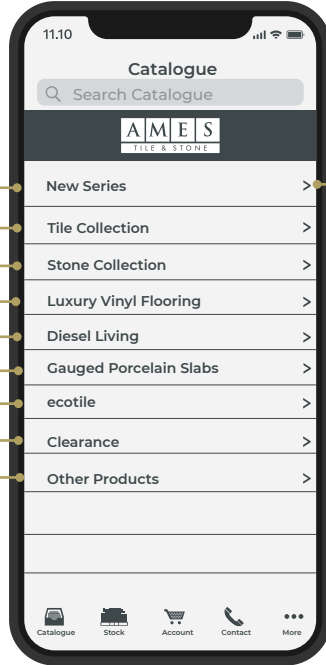 11.10
Catalogue
Search Catalogue
AMES
TILE & STONE
New Series >
Tile Collection >
Stone Collection >
Luxury Vinyl Flooring >
Diesel Living >
Gauged Porcelain Slabs >
ecotile >
Clearance >
Other Products >
Catalogue Stock Account Contact More